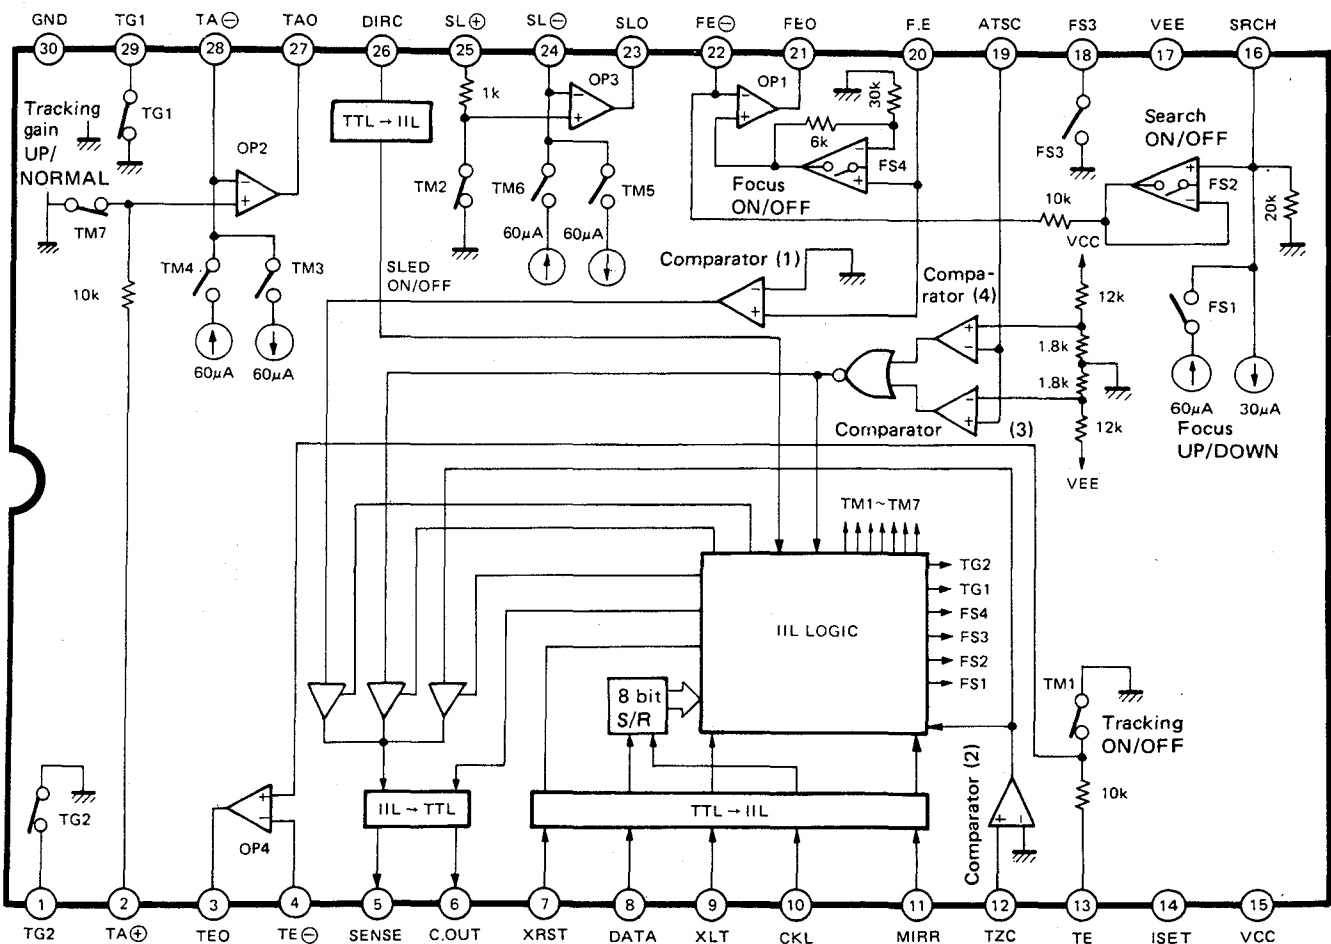 GND TG1 TA⊖ TAO DIRC SL⊕ SL⊖ SLO FE⊖ FEO F.E ATSC FS3 VEE SRCH
30 29 28 27 26 25 24 23 22 21 20 19 18 17 16
Tracking
gain
UP/
NORMAL
TG1
OP2
TM7
10k
TM4
TM3
60μA
60μA
TTL → IIL
SLED
ON/OFF
1k
TM2
OP3
TM6
TM5
60μA
60μA
OP1
30k
6k
FS4
Focus
ON/OFF
Comparator (1)
FS3
Search
ON/OFF
FS2
10k
20k
VCC
Compa-
rator (4)
12k
1.8k
1.8k
12k
VEE
Comparator (3)
FS1
60μA
30μA
Focus
UP/DOWN
TM1~TM7
IIL LOGIC
TG2
TG1
FS4
FS3
FS2
FS1
8 bit
S/R
TM1
Tracking
ON/OFF
10k
Comparator (2)
TG2
OP4
IIL → TTL
TTL → IIL
1 2 3 4 5 6 7 8 9 10 11 12 13 14 15
TG2 TA⊕ TEO TE⊖ SENSE C.OUT XRST DATA XLT CKL MIRR TZC TE ISET VCC